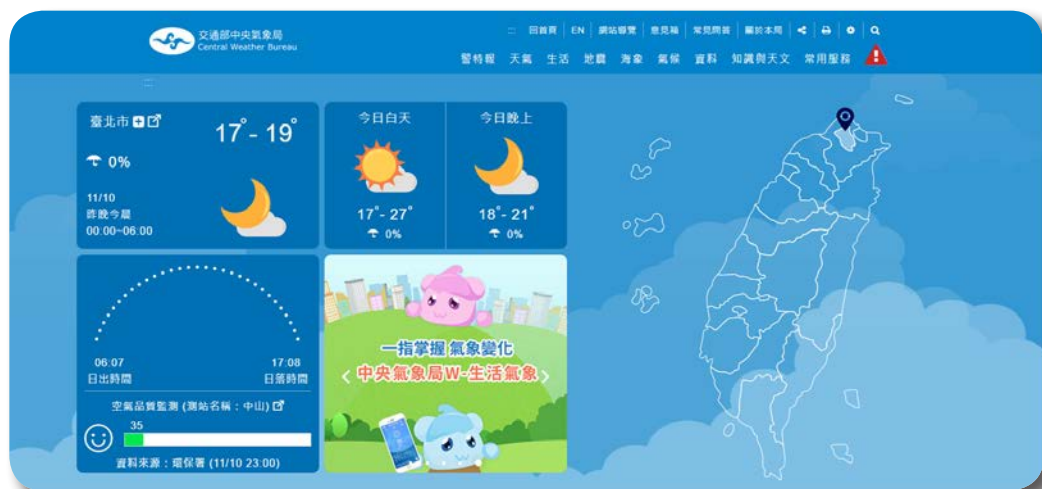 交通部中央氣象局
Central Weather Bureau
::: 回首頁 EN 網站導覽 意見箱 常見問答 關於本局
警特報 天氣 生活 地震 海象 氣候 資料 知識與天文 常用服務
:::
臺北市
17°- 19°
0%
11/10
昨晚今晨
00:00~06:00
今日白天
17°- 27°
0%
今日晚上
18°- 21°
0%
06:07
日出時間
17:08
日落時間
空氣品質監測 (測站名稱：中山)
35
資料來源：環保署 (11/10 23:00)
一指掌握 氣象變化
中央氣象局W-生活氣象